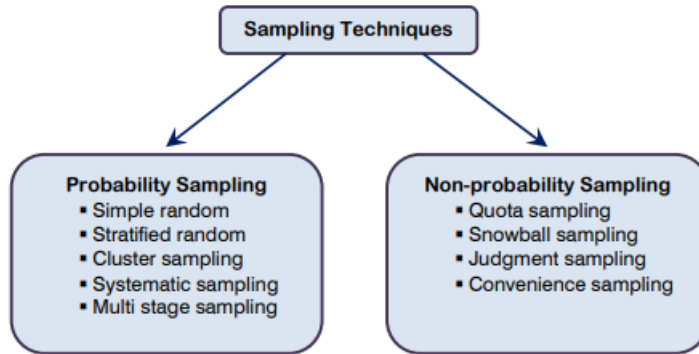 Sampling Techniques
Probability Sampling
▪ Simple random
▪ Stratified random
▪ Cluster sampling
▪ Systematic sampling
▪ Multi stage sampling
Non-probability Sampling
▪ Quota sampling
▪ Snowball sampling
▪ Judgment sampling
▪ Convenience sampling